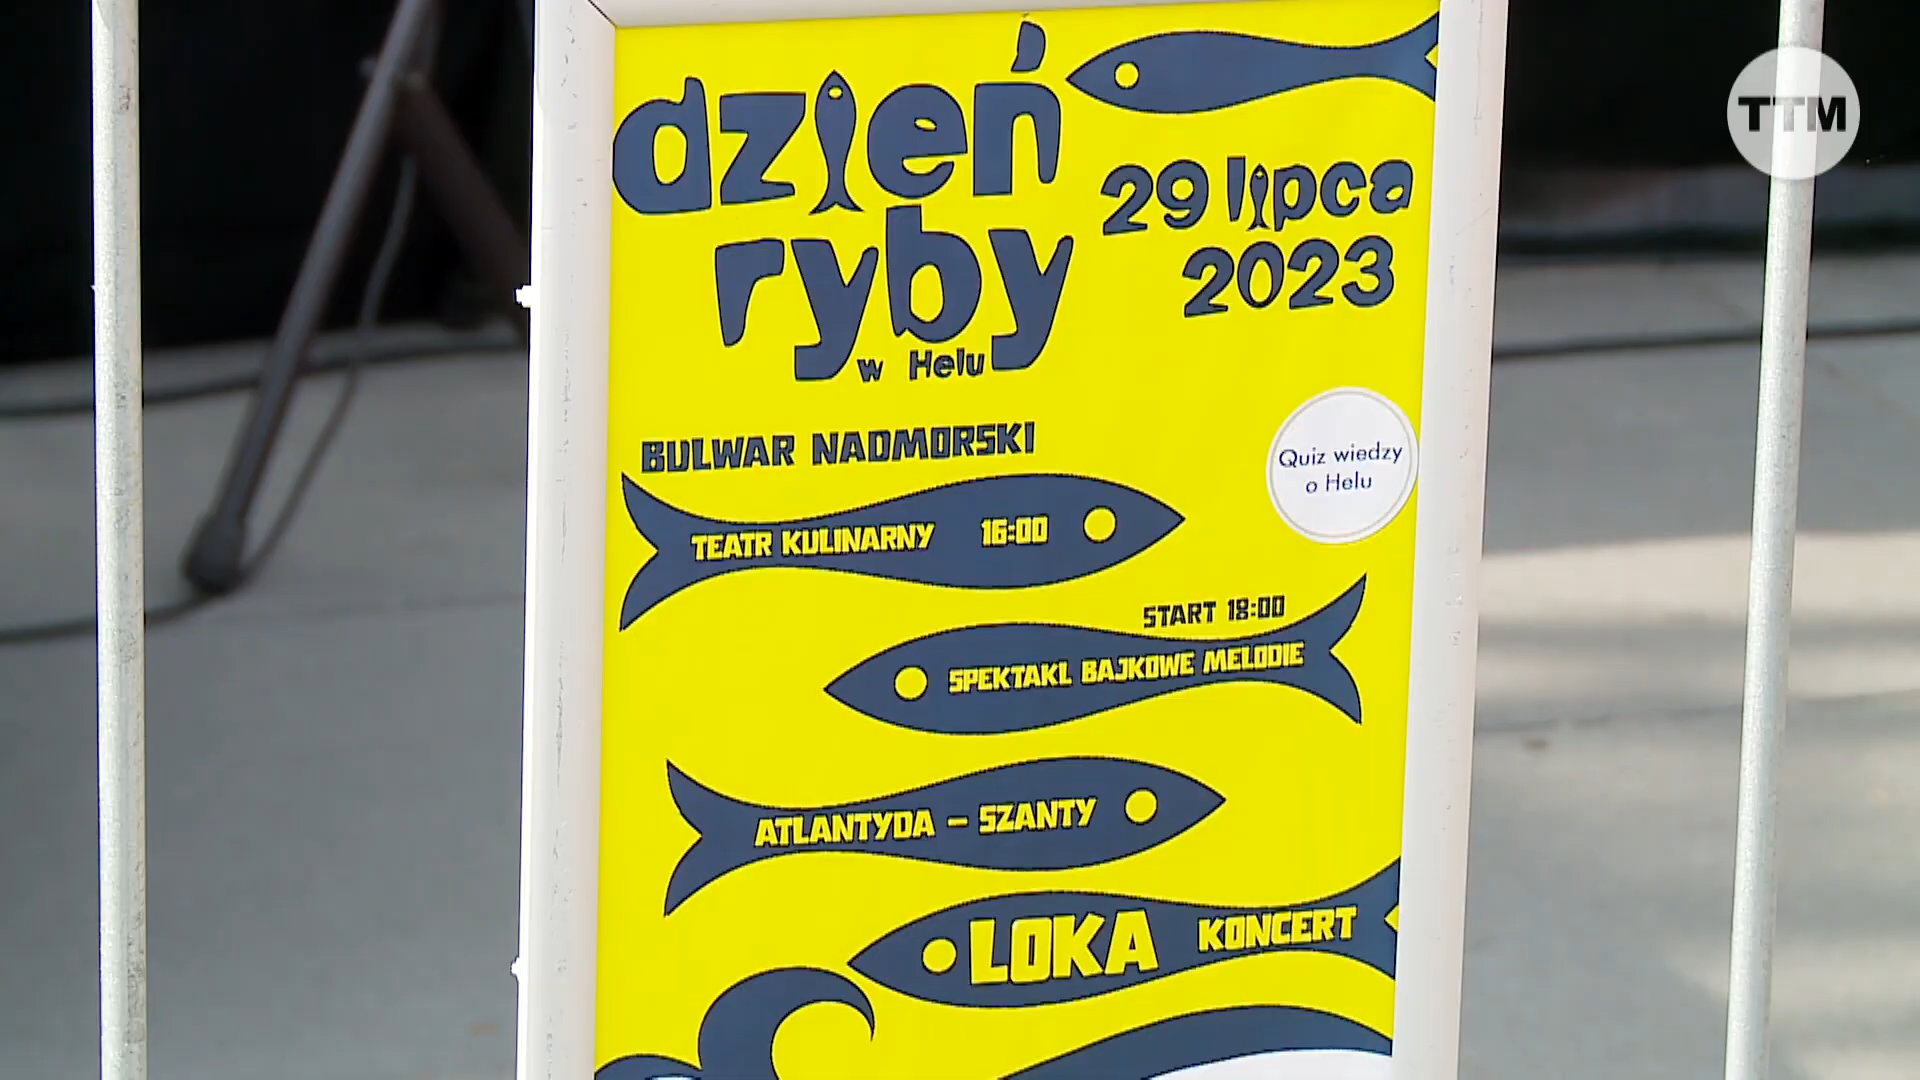 dzień
ryby
w Helu
29 lipca
2023
TTM
BULWAR NADMORSKI
Quiz wiedzy
o Helu
TEATR KULINARNY 16:00
START 18:00
SPEKTAKL BAJKOWE MELODIE
ATLANTYDA – SZANTY
LOKA KONCERT